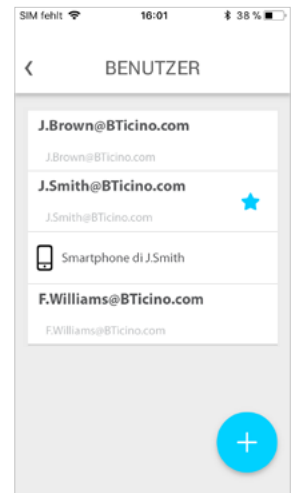 SIM fehlt 16:01 38 %
BENUTZER
J.Brown@BTicino.com
J.Brown@BTicino.com
J.Smith@BTicino.com
J.Smith@BTicino.com
Smartphone di J.Smith
F.Williams@BTicino.com
F.Williams@BTicino.com